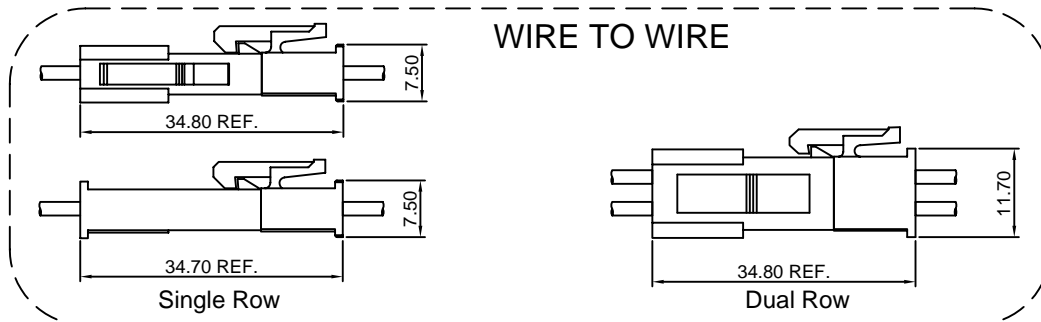 WIRE TO WIRE
7.50
34.80 REF.
7.50
34.70 REF.
Single Row
11.70
34.80 REF.
Dual Row